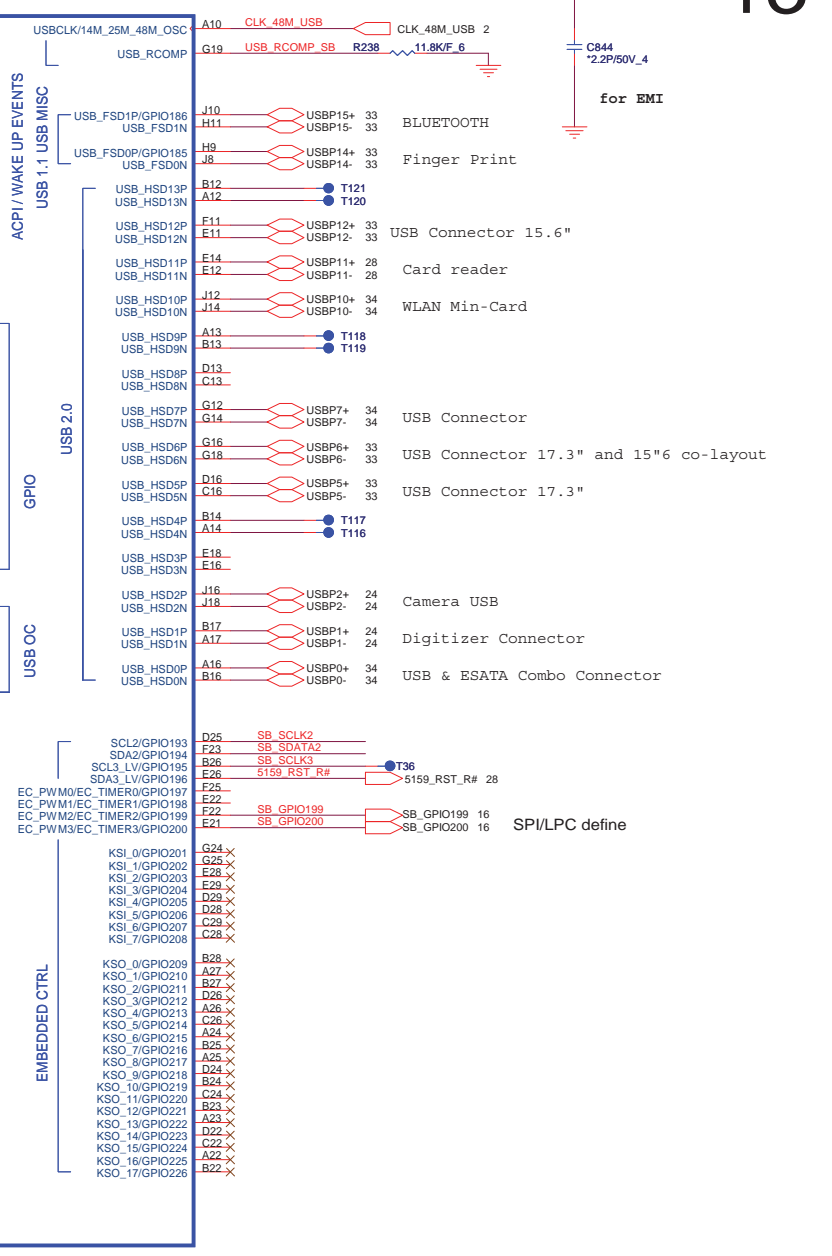 USBCLK/14M_25M_48M_OSC A10 CLK_48M_USB CLK_48M_USB 2
USB_RCOMP G19 USB_RCOMP_SB R238 11.8K/F_6
C844
*2.2P/50V_4
for EMI
ACPI / WAKE UP EVENTS
USB 1.1 USB MISC
USB_FSD1P/GPIO186 J10 USBP15+ 33
USB_FSD1N H11 USBP15- 33
BLUETOOTH
USB_FSD0P/GPIO185 H9 USBP14+ 33
USB_FSD0N J8 USBP14- 33
Finger Print
USB_HSD13P B12 T121
USB_HSD13N A12 T120
USB_HSD12P F11 USBP12+ 33
USB_HSD12N E11 USBP12- 33
USB Connector 15.6"
USB_HSD11P E14 USBP11+ 28
USB_HSD11N E12 USBP11- 28
Card reader
USB_HSD10P J12 USBP10+ 34
USB_HSD10N J14 USBP10- 34
WLAN Min-Card
USB_HSD9P A13 T118
USB_HSD9N B13 T119
USB_HSD8P D13
USB_HSD8N C13
USB 2.0
GPIO
USB_HSD7P G12 USBP7+ 34
USB_HSD7N G14 USBP7- 34
USB Connector
USB_HSD6P G16 USBP6+ 33
USB_HSD6N G18 USBP6- 33
USB Connector 17.3" and 15"6 co-layout
USB_HSD5P D16 USBP5+ 33
USB_HSD5N C16 USBP5- 33
USB Connector 17.3"
USB_HSD4P B14 T117
USB_HSD4N A14 T116
USB_HSD3P E18
USB_HSD3N E16
USB_HSD2P J16 USBP2+ 24
USB_HSD2N J18 USBP2- 24
Camera USB
USB OC
USB_HSD1P B17 USBP1+ 24
USB_HSD1N A17 USBP1- 24
Digitizer Connector
USB_HSD0P A16 USBP0+ 34
USB_HSD0N B16 USBP0- 34
USB & ESATA Combo Connector
SCL2/GPIO193 D25 SB_SCLK2
SDA2/GPIO194 F23 SB_SDATA2
SCL3_LV/GPIO195 B26 SB_SCLK3 T36
SDA3_LV/GPIO196 E26 5159_RST_R# 5159_RST_R# 28
EC_PWM0/EC_TIMER0/GPIO197 F25
EC_PWM1/EC_TIMER1/GPIO198 E22
EC_PWM2/EC_TIMER2/GPIO199 F22 SB_GPIO199 SB_GPIO199 16
EC_PWM3/EC_TIMER3/GPIO200 E21 SB_GPIO200 SB_GPIO200 16
SPI/LPC define
KSI_0/GPIO201 G24
KSI_1/GPIO202 G25
KSI_2/GPIO203 E28
KSI_3/GPIO204 E29
KSI_4/GPIO205 D29
KSI_5/GPIO206 D28
KSI_6/GPIO207 C29
KSI_7/GPIO208 C28
EMBEDDED CTRL
KSO_0/GPIO209 B28
KSO_1/GPIO210 A27
KSO_2/GPIO211 B27
KSO_3/GPIO212 D26
KSO_4/GPIO213 A26
KSO_5/GPIO214 C26
KSO_6/GPIO215 A24
KSO_7/GPIO216 B25
KSO_8/GPIO217 A25
KSO_9/GPIO218 D24
KSO_10/GPIO219 B24
KSO_11/GPIO220 C24
KSO_12/GPIO221 B23
KSO_13/GPIO222 A23
KSO_14/GPIO223 D22
KSO_15/GPIO224 C22
KSO_16/GPIO225 A22
KSO_17/GPIO226 B22